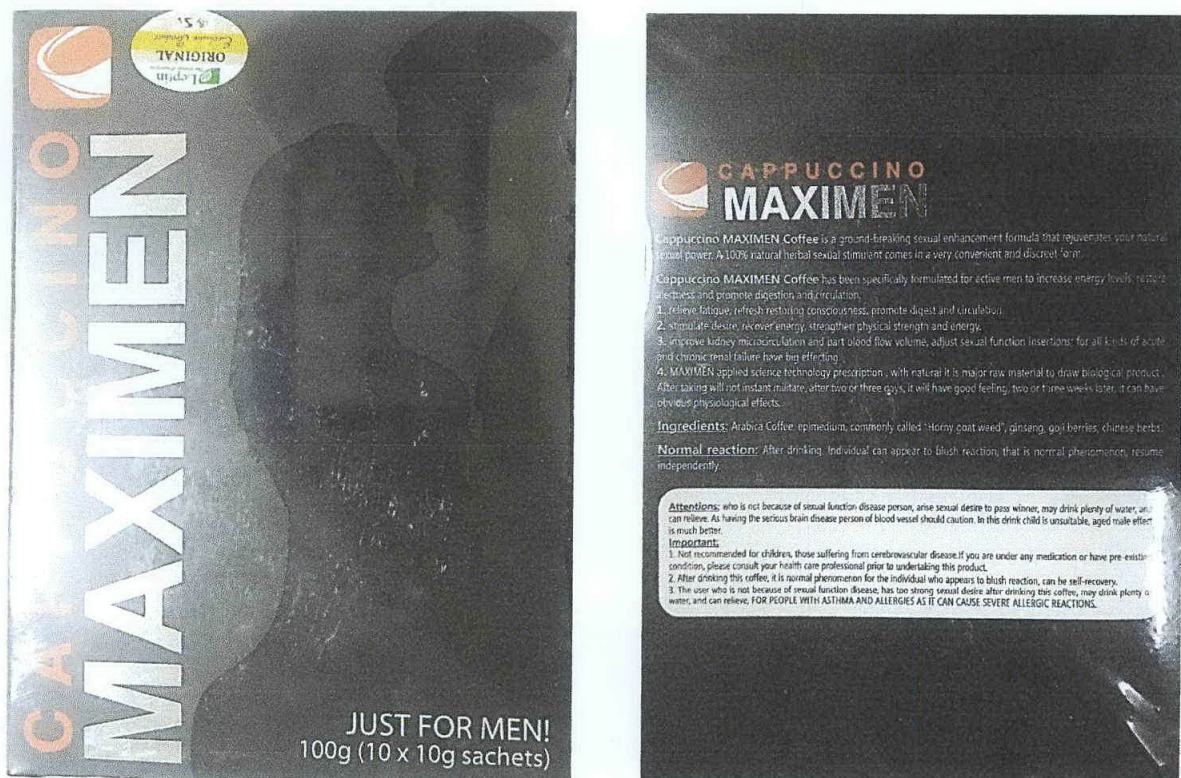 CAPPUCCINO
MAXIMEN
Leptin
ORIGINAL
JUST FOR MEN!
100g (10 x 10g sachets)
CAPPUCCINO
MAXIMEN
Cappuccino MAXIMEN Coffee is a ground-breaking sexual enhancement formula that rejuvenates your natural
sexual power. A 100% natural herbal sexual stimulant comes in a very convenient and discreet form.
Cappuccino MAXIMEN Coffee has been specifically formulated for active men to increase energy levels, restore
alertness and promote digestion and circulation.
1. relieve fatigue, refresh restoring consciousness, promote digest and circulation.
2. stimulate desire, recover energy, strengthen physical strength and energy.
3. improve kidney microcirculation and part blood flow volume, adjust sexual function insertions; for all kinds of acute
and chronic renal failure have big effecting.
4. MAXIMEN applied science technology prescription , with natural it is major raw material to draw biological product .
After taking will not instant militate, after two or three days, it will have good feeling, two or three weeks later, it can have
obvious physiological effects.
Ingredients: Arabica Coffee, epimedium, commonly called "Horny goat weed", ginseng, goji berries, chinese herbs.
Normal reaction: After drinking, Individual can appear to blush reaction, that is normal phenomenon, resume
independently.
Attentions: who is not because of sexual function disease person, arise sexual desire to pass winner, may drink plenty of water, and
can relieve. As having the serious brain disease person of blood vessel should caution. In this drink child is unsuitable, aged male effect
is much better.
Important:
1. Not recommended for children, those suffering from cerebrovascular disease.If you are under any medication or have pre-existing
condition, please consult your health care professional prior to undertaking this product.
2. After drinking this coffee, it is normal phenomenon for the individual who appears to blush reaction, can be self-recovery.
3. The user who is not because of sexual function disease, has too strong sexual desire after drinking this coffee, may drink plenty o
water, and can relieve, FOR PEOPLE WITH ASTHMA AND ALLERGIES AS IT CAN CAUSE SEVERE ALLERGIC REACTIONS.